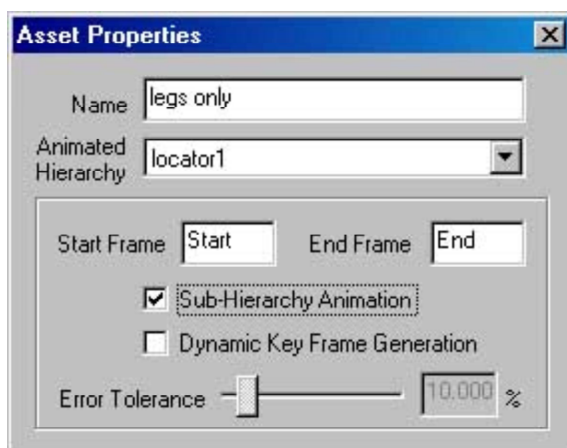 Asset Properties
Name legs only
Animated
Hierarchy locator1
Start Frame Start End Frame End
Sub-Hierarchy Animation
Dynamic Key Frame Generation
Error Tolerance 10.000 %